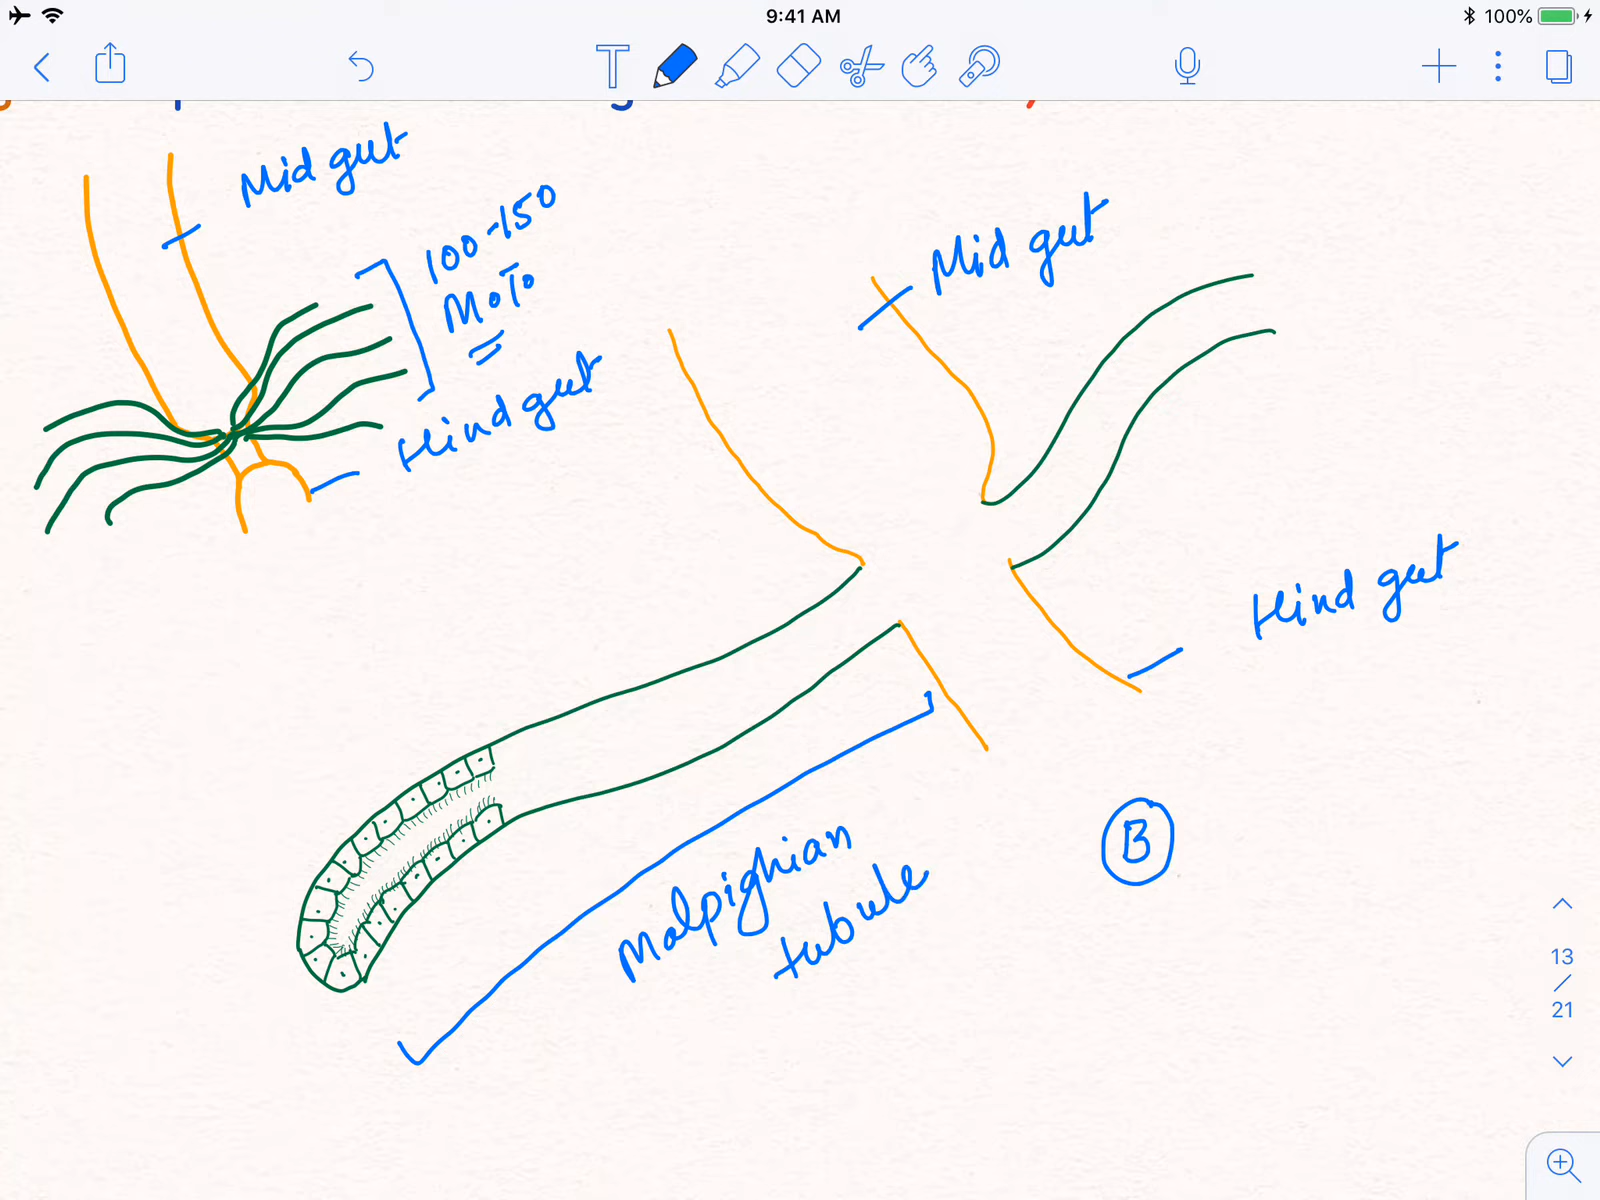 9:41 AM
100%
T
Mid gut
100-150
MoTo
Hind gut
Mid gut
Hind gut
Malpighian
tubule
B
13
/
21